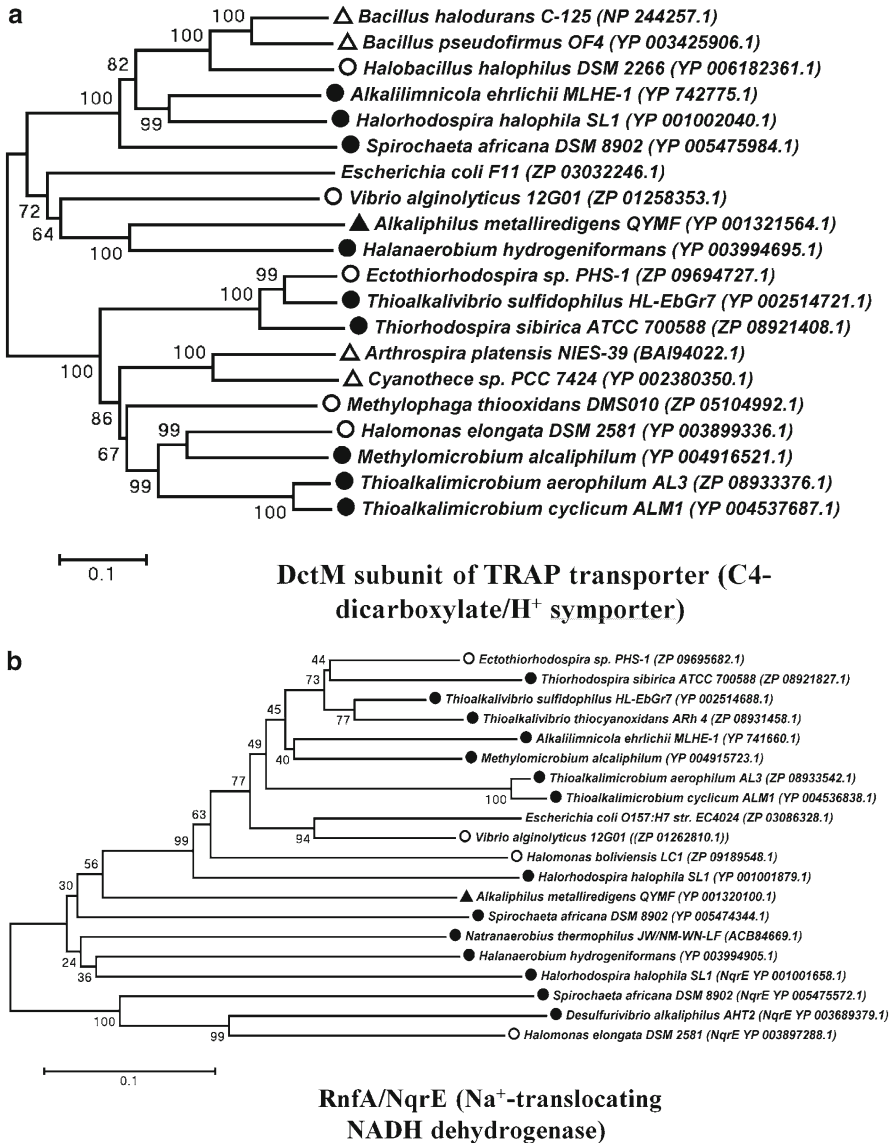 a
100
Bacillus halodurans C-125 (NP 244257.1)
100
Bacillus pseudofirmus OF4 (YP 003425906.1)
82
Halobacillus halophilus DSM 2266 (YP 006182361.1)
100
Alkalilimnicola ehrlichii MLHE-1 (YP 742775.1)
99
Halorhodospira halophila SL1 (YP 001002040.1)
Spirochaeta africana DSM 8902 (YP 005475984.1)
Escherichia coli F11 (ZP 03032246.1)
72
Vibrio alginolyticus 12G01 (ZP 01258353.1)
64
Alkaliphilus metalliredigens QYMF (YP 001321564.1)
100
Halanaerobium hydrogeniformans (YP 003994695.1)
99
Ectothiorhodospira sp. PHS-1 (ZP 09694727.1)
100
Thioalkalivibrio sulfidophilus HL-EbGr7 (YP 002514721.1)
Thiorhodospira sibirica ATCC 700588 (ZP 08921408.1)
100
100
Arthrospira platensis NIES-39 (BAI94022.1)
Cyanothece sp. PCC 7424 (YP 002380350.1)
86
Methylophaga thiooxidans DMS010 (ZP 05104992.1)
67
99
Halomonas elongata DSM 2581 (YP 003899336.1)
Methylomicrobium alcaliphilum (YP 004916521.1)
99
Thioalkalimicrobium aerophilum AL3 (ZP 08933376.1)
100
Thioalkalimicrobium cyclicum ALM1 (YP 004537687.1)
0.1
DctM subunit of TRAP transporter (C4-
dicarboxylate/H+ symporter)
b
44
Ectothiorhodospira sp. PHS-1 (ZP 09695682.1)
73
Thiorhodospira sibirica ATCC 700588 (ZP 08921827.1)
Thioalkalivibrio sulfidophilus HL-EbGr7 (YP 002514688.1)
45
77
Thioalkalivibrio thiocyanoxidans ARh 4 (ZP 08931458.1)
Alkalilimnicola ehrlichii MLHE-1 (YP 741660.1)
49
40
Methylomicrobium alcaliphilum (YP 004915723.1)
77
Thioalkalimicrobium aerophilum AL3 (ZP 08933542.1)
100
Thioalkalimicrobium cyclicum ALM1 (YP 004536838.1)
63
Escherichia coli O157:H7 str. EC4024 (ZP 03086328.1)
94
Vibrio alginolyticus 12G01 ((ZP 01262810.1))
99
Halomonas boliviensis LC1 (ZP 09189548.1)
56
Halorhodospira halophila SL1 (YP 001001879.1)
30
Alkaliphilus metalliredigens QYMF (YP 001320100.1)
Spirochaeta africana DSM 8902 (YP 005474344.1)
Natranaerobius thermophilus JW/NM-WN-LF (ACB84669.1)
24
Halanaerobium hydrogeniformans (YP 003994905.1)
36
Halorhodospira halophila SL1 (NqrE YP 001001658.1)
Spirochaeta africana DSM 8902 (NqrE YP 005475572.1)
100
Desulfurivibrio alkaliphilus AHT2 (NqrE YP 003689379.1)
99
Halomonas elongata DSM 2581 (NqrE YP 003897288.1)
0.1
RnfA/NqrE (Na+-translocating
NADH dehydrogenase)